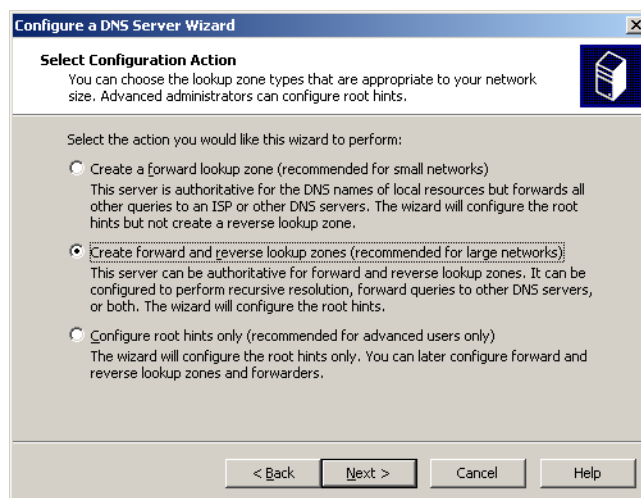 Configure a DNS Server Wizard
Select Configuration Action
You can choose the lookup zone types that are appropriate to your network
size. Advanced administrators can configure root hints.
Select the action you would like this wizard to perform:
Create a forward lookup zone (recommended for small networks)
This server is authoritative for the DNS names of local resources but forwards all
other queries to an ISP or other DNS servers. The wizard will configure the root
hints but not create a reverse lookup zone.
Create forward and reverse lookup zones (recommended for large networks)
This server can be authoritative for forward and reverse lookup zones. It can be
configured to perform recursive resolution, forward queries to other DNS servers,
or both. The wizard will configure the root hints.
Configure root hints only (recommended for advanced users only)
The wizard will configure the root hints only. You can later configure forward and
reverse lookup zones and forwarders.
< Back Next > Cancel Help